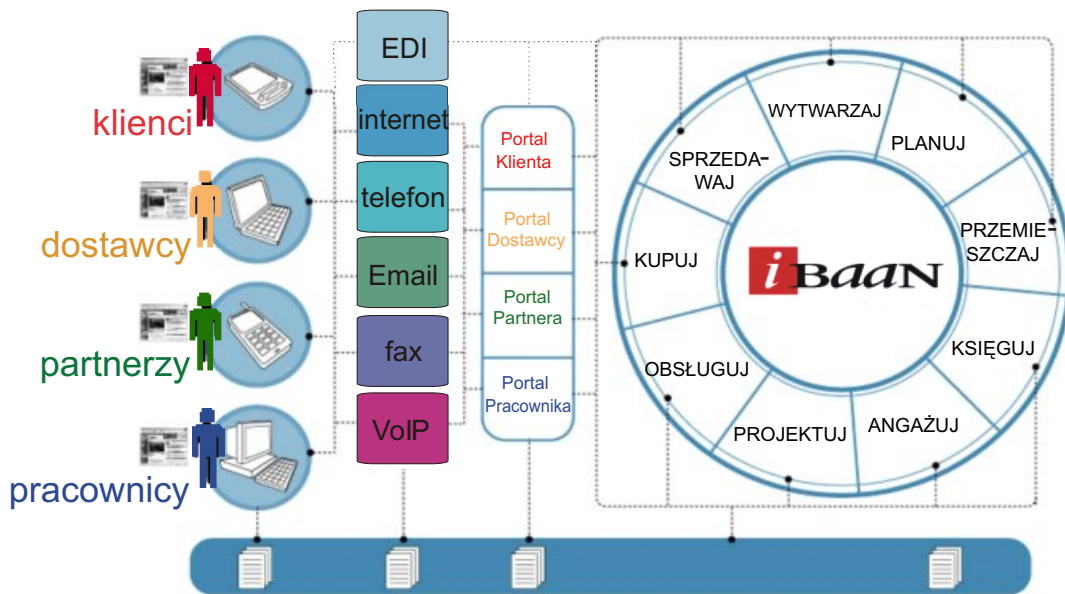 klienci
dostawcy
partnerzy
pracownicy
EDI
internet
telefon
Email
fax
VoIP
Portal
Klienta
Portal
Dostawcy
Portal
Partnera
Portal
Pracownika
WYTWARZAJ
PLANUJ
SPRZEDA-
WAJ
PRZEMIE-
SZCZAJ
KUPUJ
iBaaN
KSIĘGUJ
OBSŁUGUJ
ANGAŻUJ
PROJEKTUJ